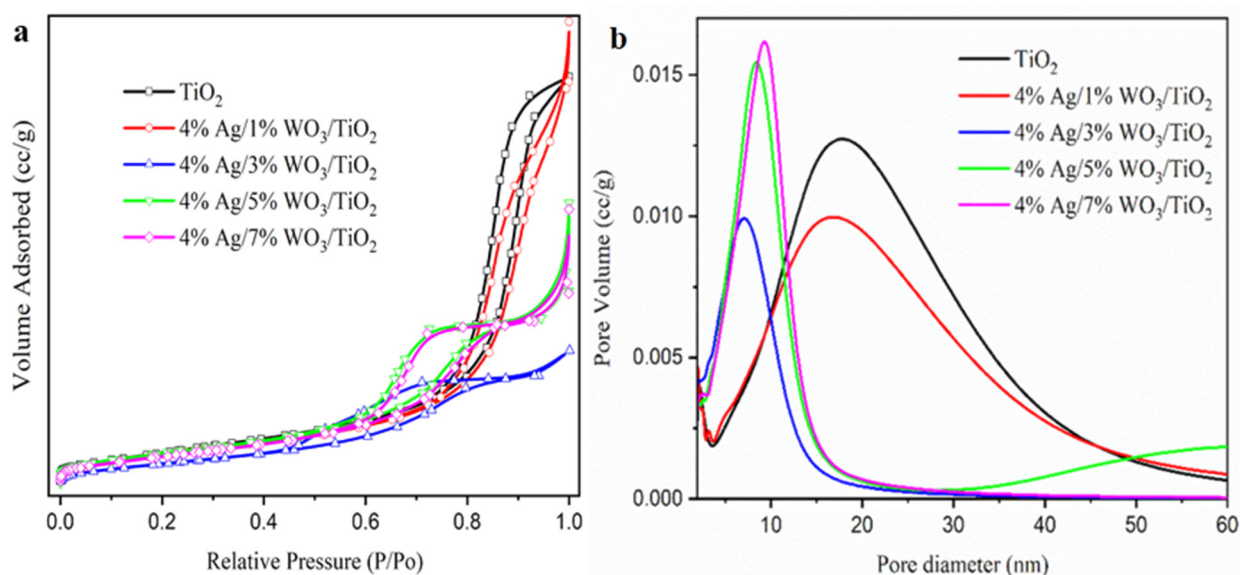 a
TiO₂
4% Ag/1% WO₃/TiO₂
4% Ag/3% WO₃/TiO₂
4% Ag/5% WO₃/TiO₂
4% Ag/7% WO₃/TiO₂
Volume Adsorbed (cc/g)
0.0 0.2 0.4 0.6 0.8 1.0
Relative Pressure (P/Po)
b
TiO₂
4% Ag/1% WO₃/TiO₂
4% Ag/3% WO₃/TiO₂
4% Ag/5% WO₃/TiO₂
4% Ag/7% WO₃/TiO₂
Pore Volume (cc/g)
0.015
0.010
0.005
0.000
10 20 30 40 50 60
Pore diameter (nm)